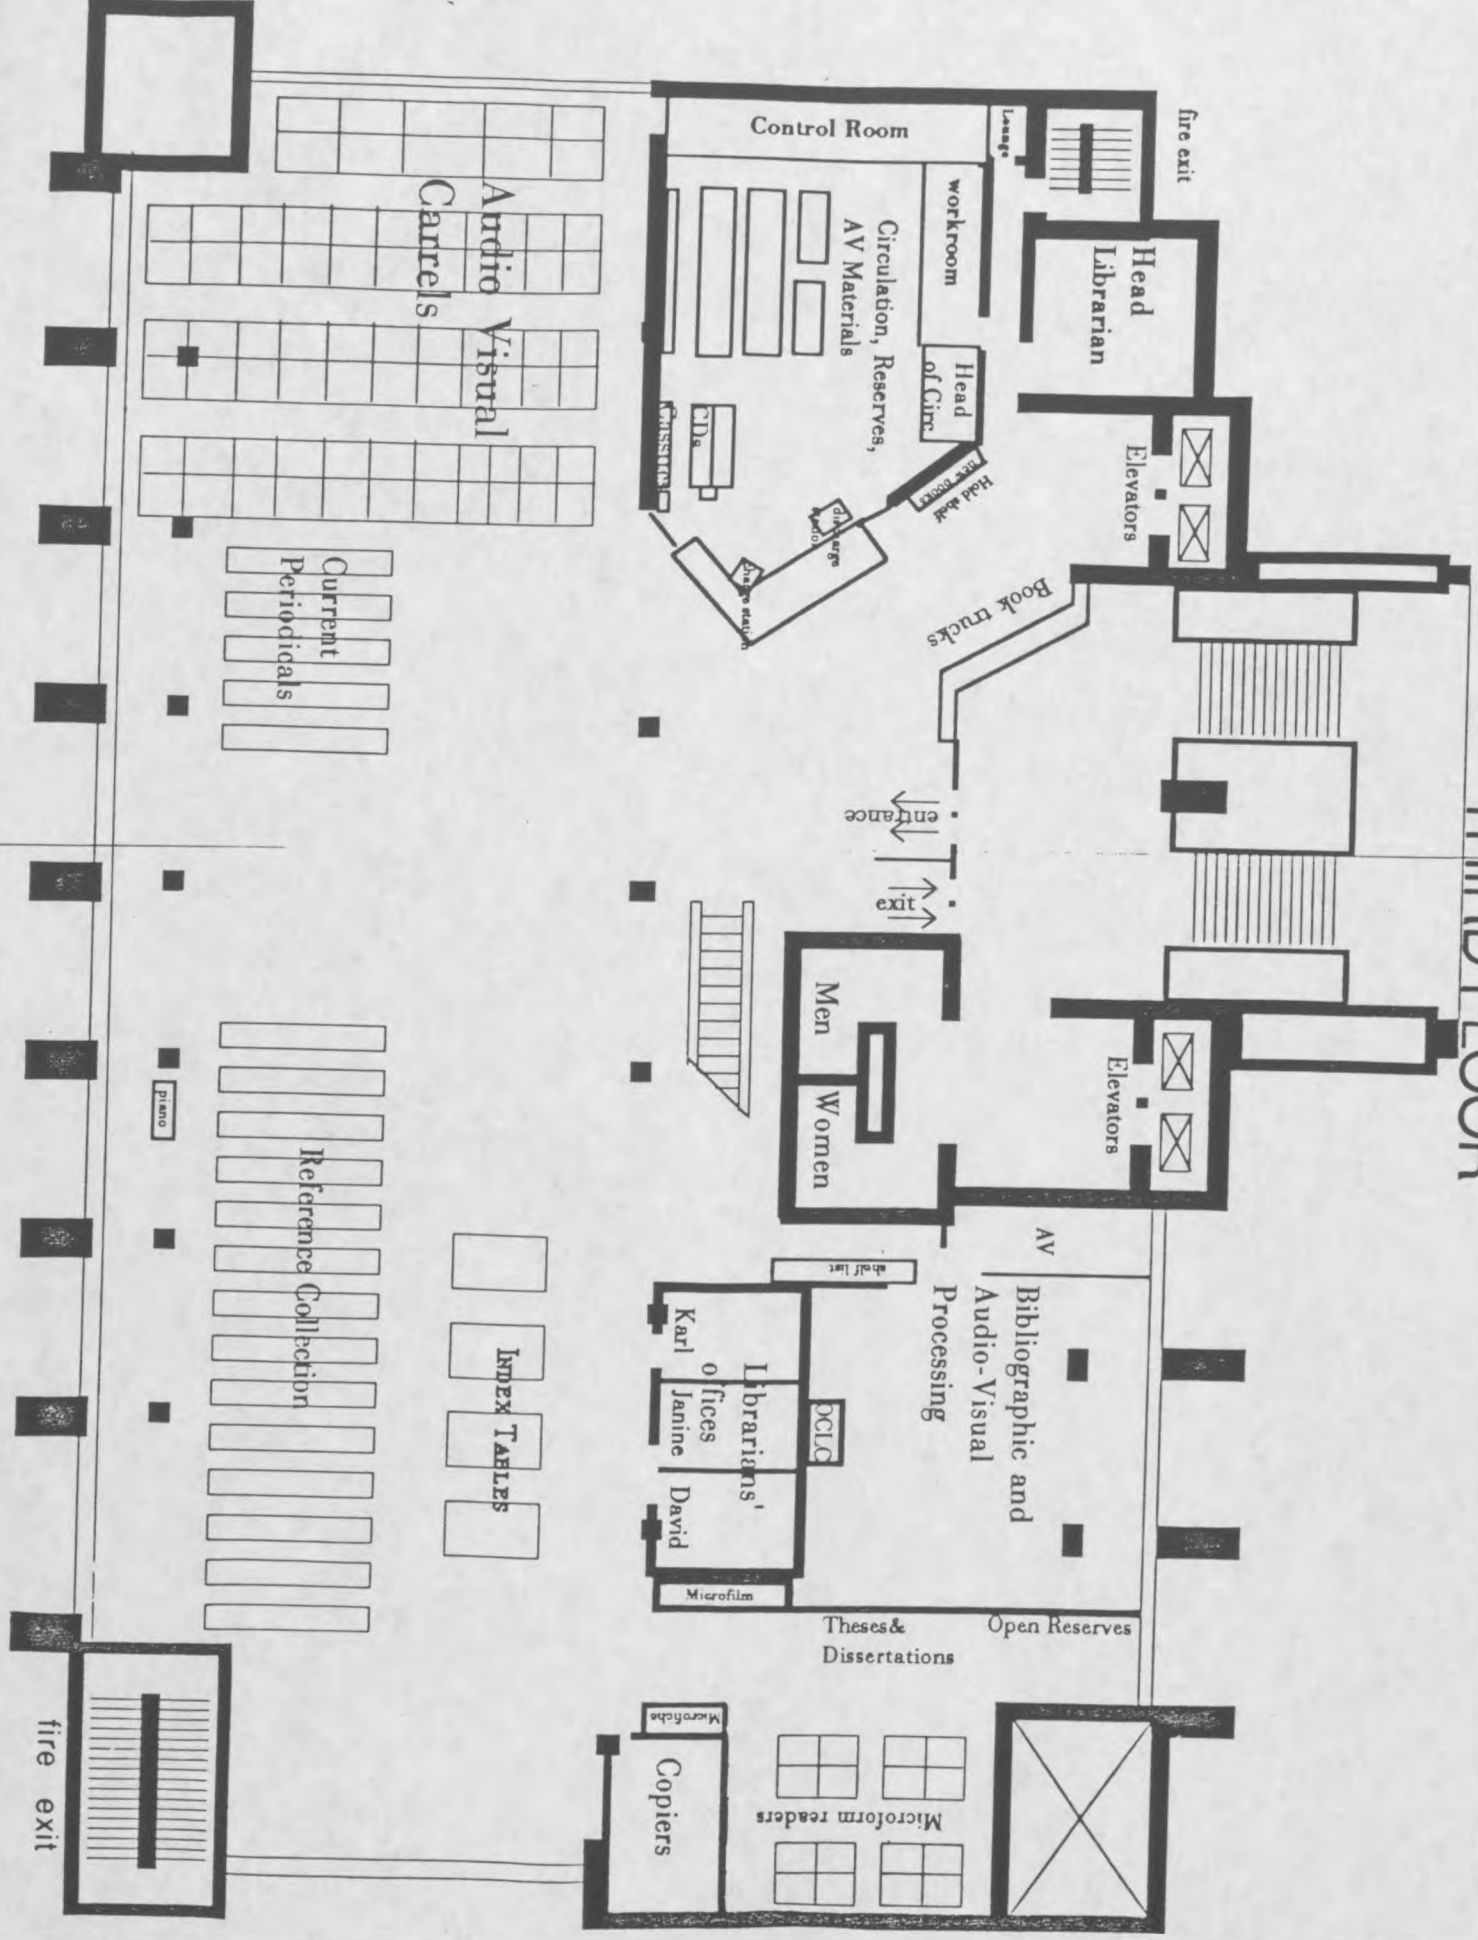 THIRD FLOOR
fire exit
Control Room
Lounge
workroom
Head
Librarian
Circulation, Reserves,
AV Materials
Head
of Circ.
Audio Visual
Carrels
CDs
new books
Hold shelf
Elevators
discharge
charge station
Book trucks
Current
Periodicals
entrance
exit
Men
Women
Elevators
piano
Reference Collection
INDEX TABLES
AV
shelf list
Bibliographic and
Audio-Visual
Processing
Librarians'
offices
Karl
Janine
David
OCLC
Microfilm
Theses&
Dissertations
Open Reserves
Microfiche
Copiers
Microform readers
fire exit